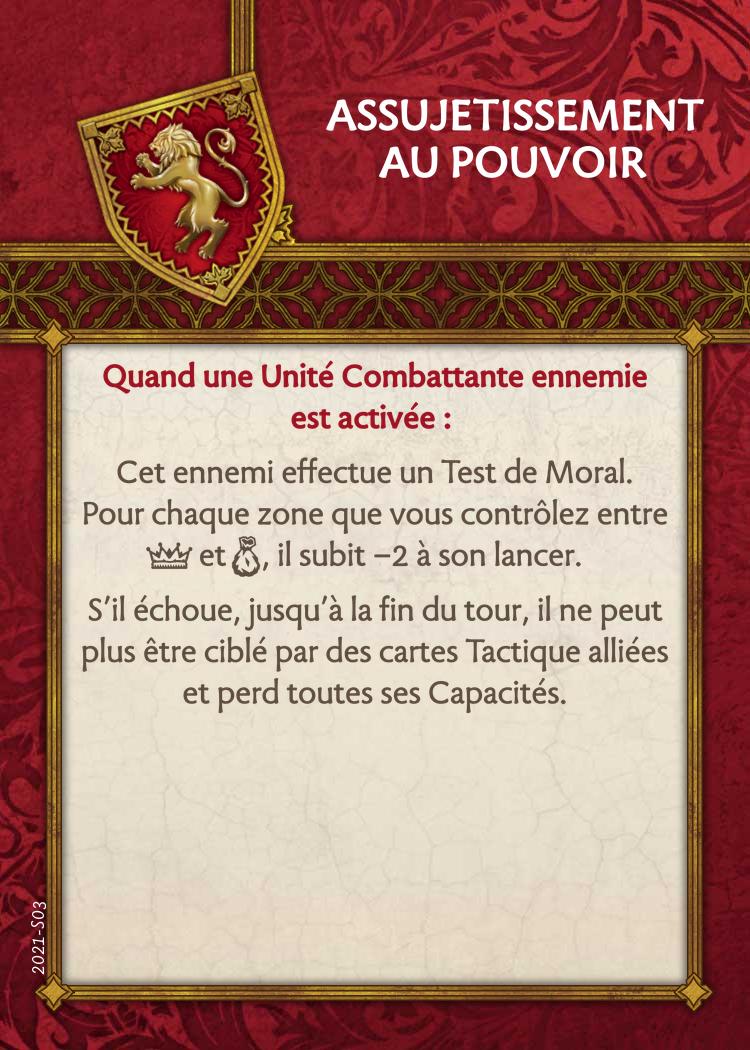 ASSUJETISSEMENT
AU POUVOIR
Quand une Unité Combattante ennemie
est activée :
Cet ennemi effectue un Test de Moral.
Pour chaque zone que vous contrôlez entre
et , il subit –2 à son lancer.
S'il échoue, jusqu'à la fin du tour, il ne peut
plus être ciblé par des cartes Tactique alliées
et perd toutes ses Capacités.
2021-S03